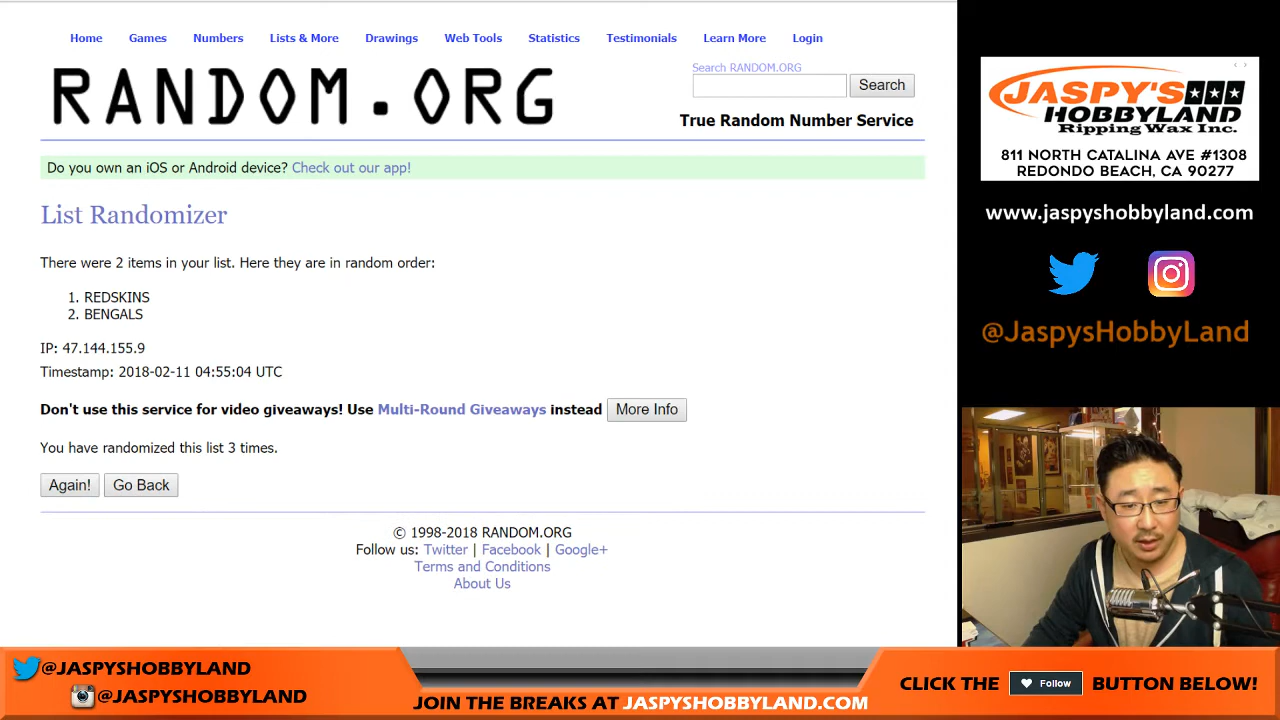 Home Games Numbers Lists & More Drawings Web Tools Statistics Testimonials Learn More Login
RANDOM.ORG
Search RANDOM.ORG
Search
True Random Number Service
Do you own an iOS or Android device? Check out our app!
List Randomizer
There were 2 items in your list. Here they are in random order:
1. REDSKINS
2. BENGALS
IP: 47.144.155.9
Timestamp: 2018-02-11 04:55:04 UTC
Don't use this service for video giveaways! Use Multi-Round Giveaways instead More Info
You have randomized this list 3 times.
Again! Go Back
© 1998-2018 RANDOM.ORG
Follow us: Twitter | Facebook | Google+
Terms and Conditions
About Us
JASPY'S
HOBBYLAND
Ripping Wax Inc.
811 NORTH CATALINA AVE #1308
REDONDO BEACH, CA 90277
www.jaspyshobbyland.com
@JaspysHobbyLand
@JASPYSHOBBYLAND
@JASPYSHOBBYLAND
JOIN THE BREAKS AT JASPYSHOBBYLAND.COM
CLICK THE Follow BUTTON BELOW!